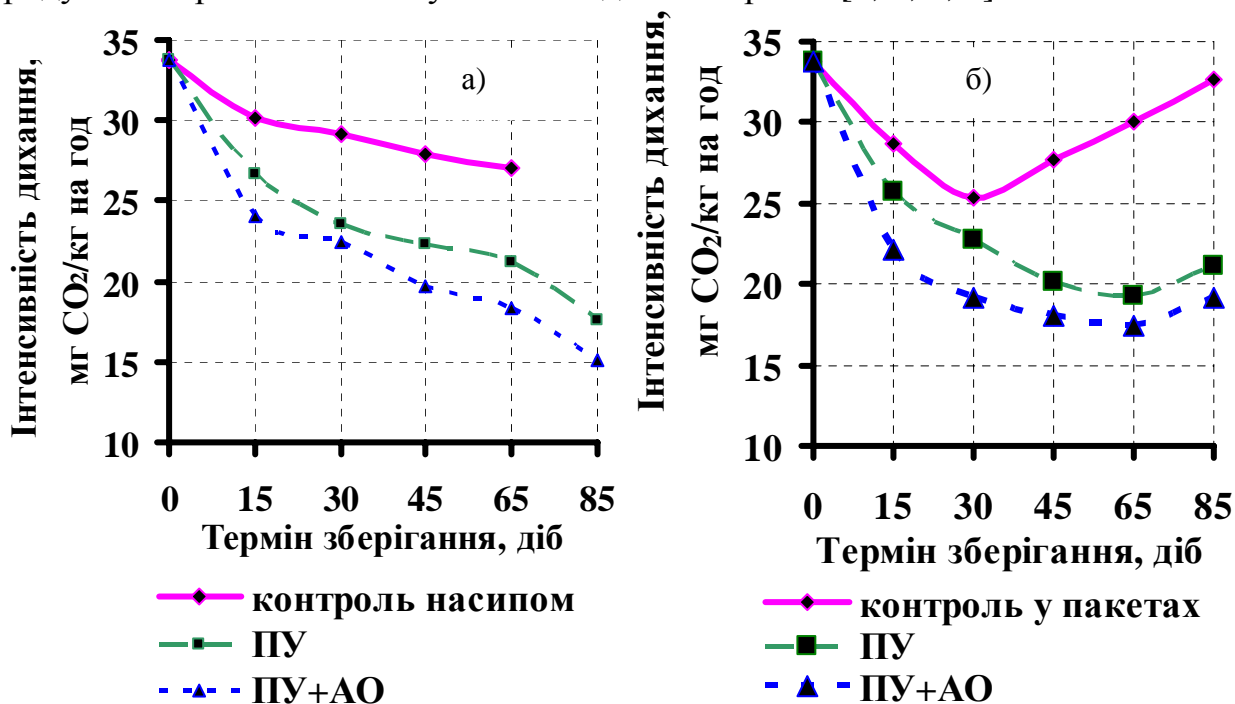 Інтенсивність дихання,
мг СО2/кг на год
35
30
25
20
15
10
а)
0 15 30 45 65 85
Термін зберігання, діб
контроль насипом
ПУ
ПУ+АО
Інтенсивність дихання,
мг СО2/кг на год
35
30
25
20
15
10
б)
0 15 30 45 65 85
Термін зберігання, діб
контроль у пакетах
ПУ
ПУ+АО